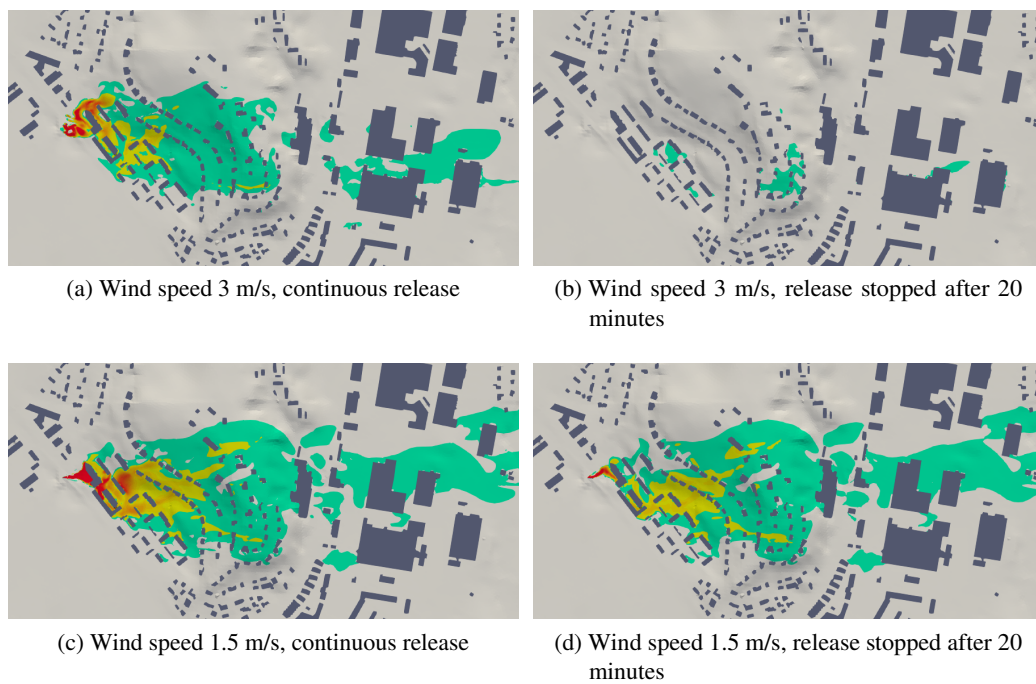 (a) Wind speed 3 m/s, continuous release
(b) Wind speed 3 m/s, release stopped after 20
minutes
(c) Wind speed 1.5 m/s, continuous release
(d) Wind speed 1.5 m/s, release stopped after 20
minutes